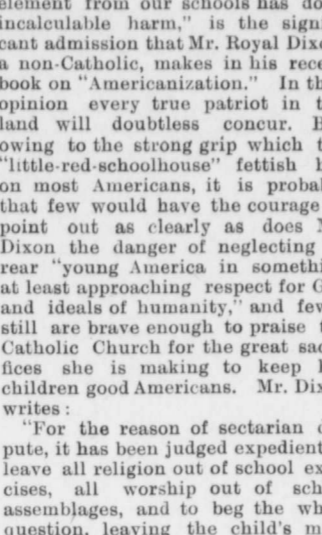 element from our schools has do
incalculable harm," is the signi
cant admission that Mr. Royal Dixo
a non-Catholic, makes in his rece
book on "Americanization." In th
opinion every true patriot in t
land will doubtless concur. B
owing to the strong grip which t
"little-red-schoolhouse" fettish h
on most Americans, it is probab
that few would have the courage
point out as clearly as does M
Dixon the danger of neglecting
rear "young America in somethi
at least approaching respect for G
and ideals of humanity," and few
still are brave enough to praise t
Catholic Church for the great sac
fices she is making to keep h
children good Americans. Mr. Dix
writes :
"For the reason of sectarian d
pute, it has been judged expedient
leave all religion out of school ex
cises, all worship out of sch
assemblages, and to beg the wh
question, leaving the child's m